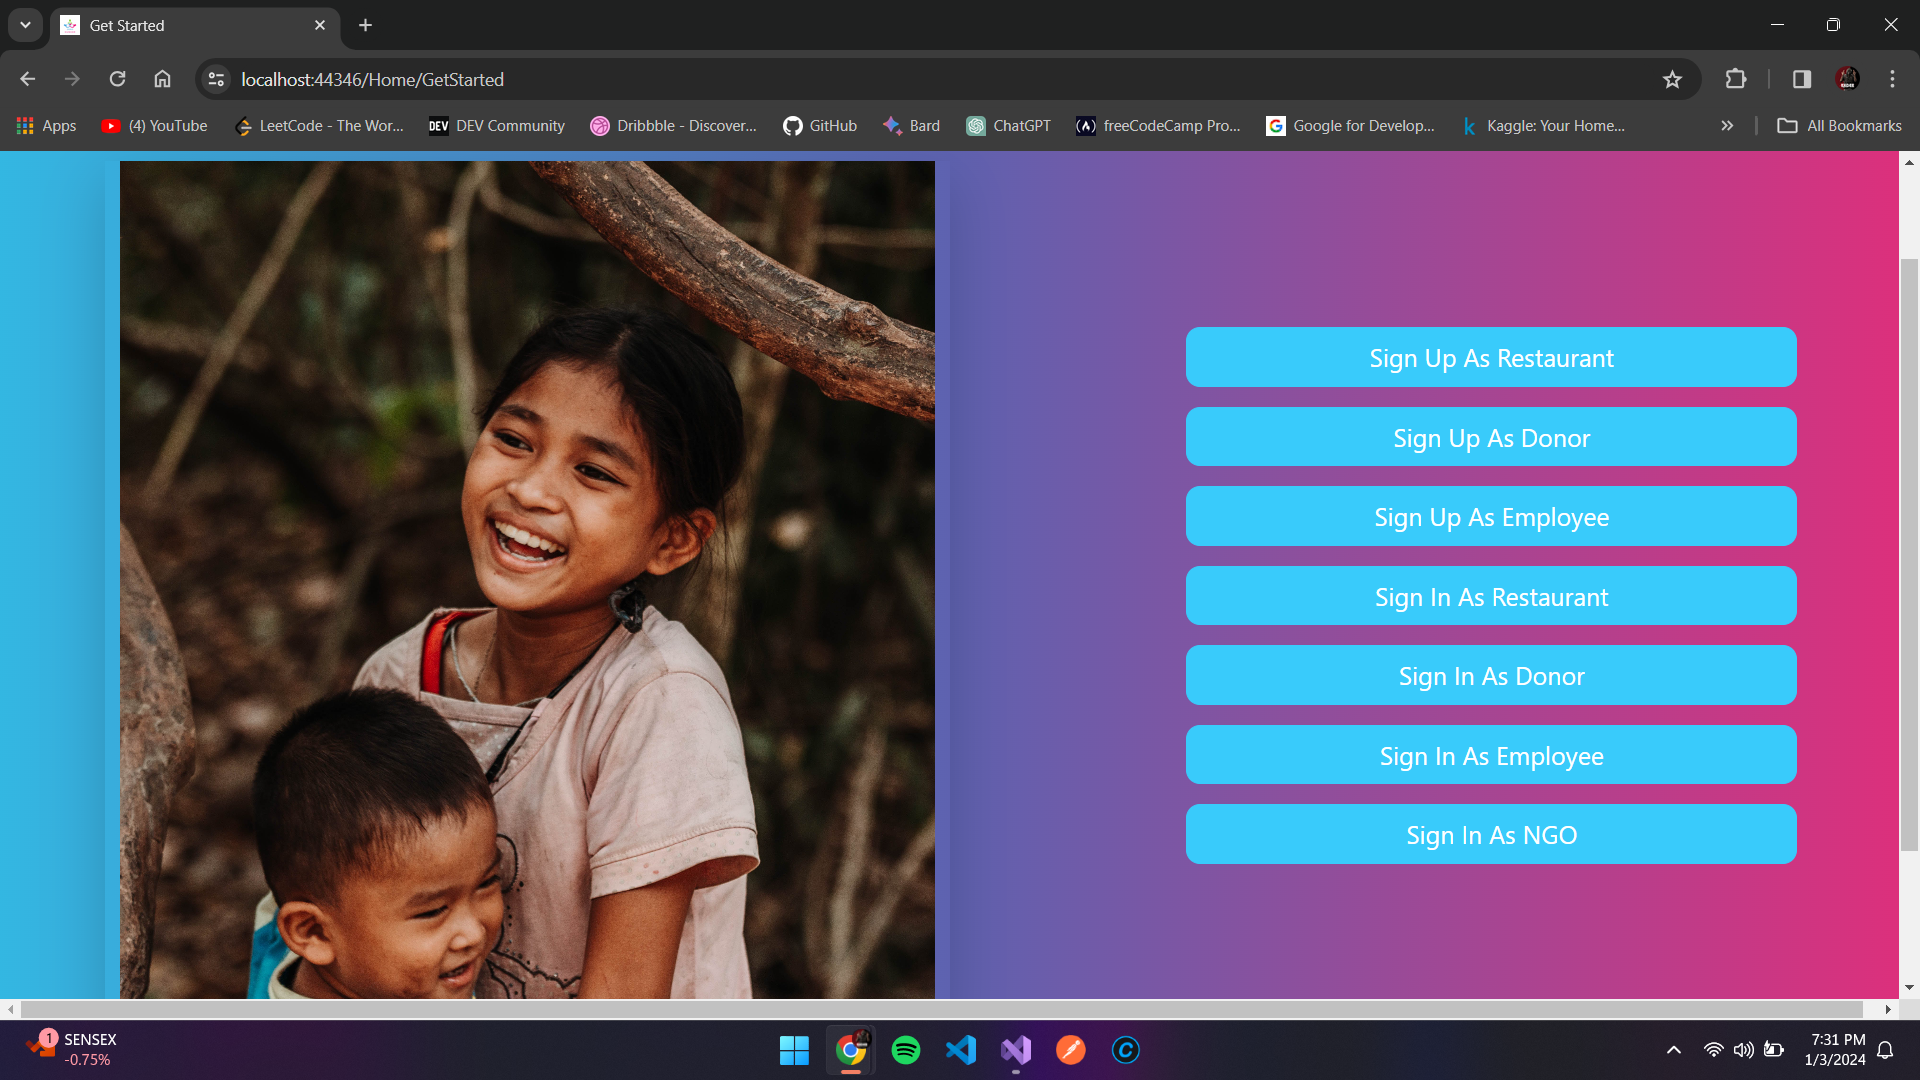 Get Started
localhost:44346/Home/GetStarted
Apps
(4) YouTube
LeetCode - The Wor...
DEV
DEV Community
Dribbble - Discover...
GitHub
Bard
ChatGPT
freeCodeCamp Pro...
Google for Develop...
Kaggle: Your Home...
All Bookmarks
Sign Up As Restaurant
Sign Up As Donor
Sign Up As Employee
Sign In As Restaurant
Sign In As Donor
Sign In As Employee
Sign In As NGO
1
SENSEX
-0.75%
7:31 PM
1/3/2024